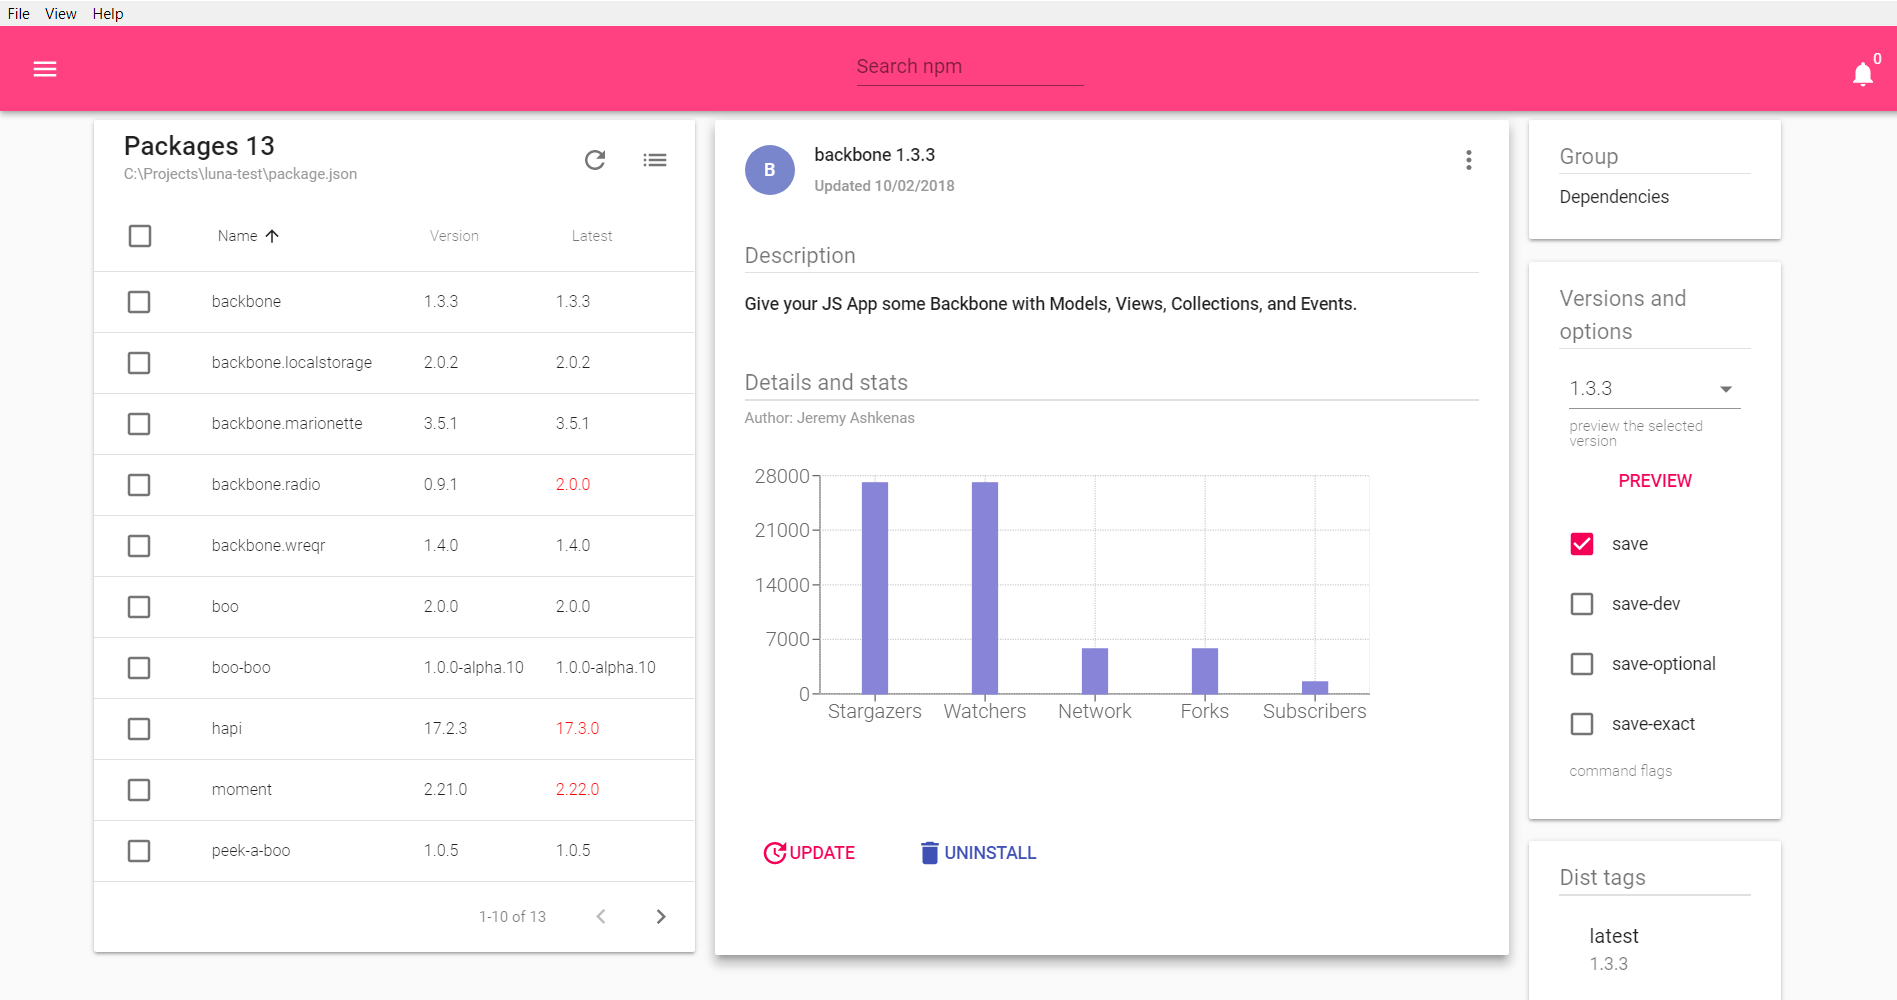 File View Help
Search npm
0
Packages 13
C:\Projects\luna-test\package.json
Name Version Latest
backbone 1.3.3 1.3.3
backbone.localstorage 2.0.2 2.0.2
backbone.marionette 3.5.1 3.5.1
backbone.radio 0.9.1 2.0.0
backbone.wreqr 1.4.0 1.4.0
boo 2.0.0 2.0.0
boo-boo 1.0.0-alpha.10 1.0.0-alpha.10
hapi 17.2.3 17.3.0
moment 2.21.0 2.22.0
peek-a-boo 1.0.5 1.0.5
1-10 of 13
B
backbone 1.3.3
Updated 10/02/2018
Description
Give your JS App some Backbone with Models, Views, Collections, and Events.
Details and stats
Author: Jeremy Ashkenas
28000
21000
14000
7000
0
Stargazers Watchers Network Forks Subscribers
UPDATE UNINSTALL
Group
Dependencies
Versions and
options
1.3.3
preview the selected
version
PREVIEW
save
save-dev
save-optional
save-exact
command flags
Dist tags
latest
1.3.3